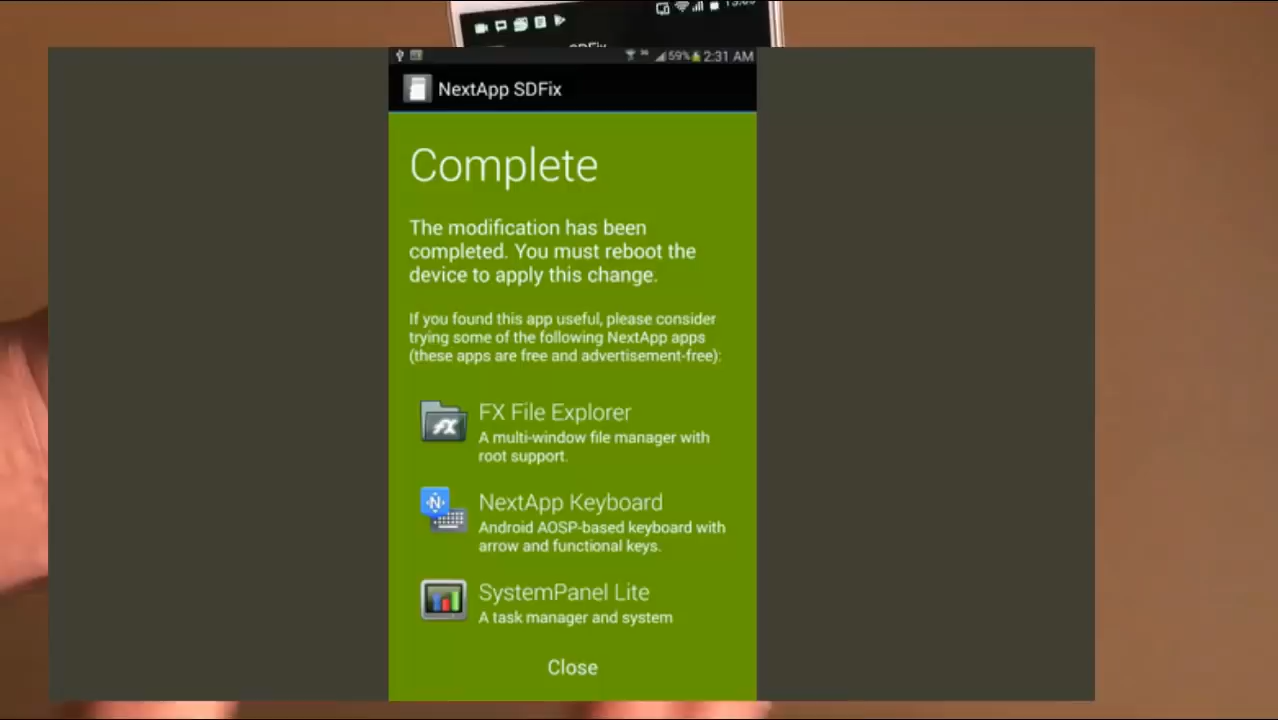 NextApp SDFix
59% 2:31 AM
Complete
The modification has been
completed. You must reboot the
device to apply this change.
If you found this app useful, please consider
trying some of the following NextApp apps
(these apps are free and advertisement-free):
FX File Explorer
A multi-window file manager with
root support.
NextApp Keyboard
Android AOSP-based keyboard with
arrow and functional keys.
SystemPanel Lite
A task manager and system
Close